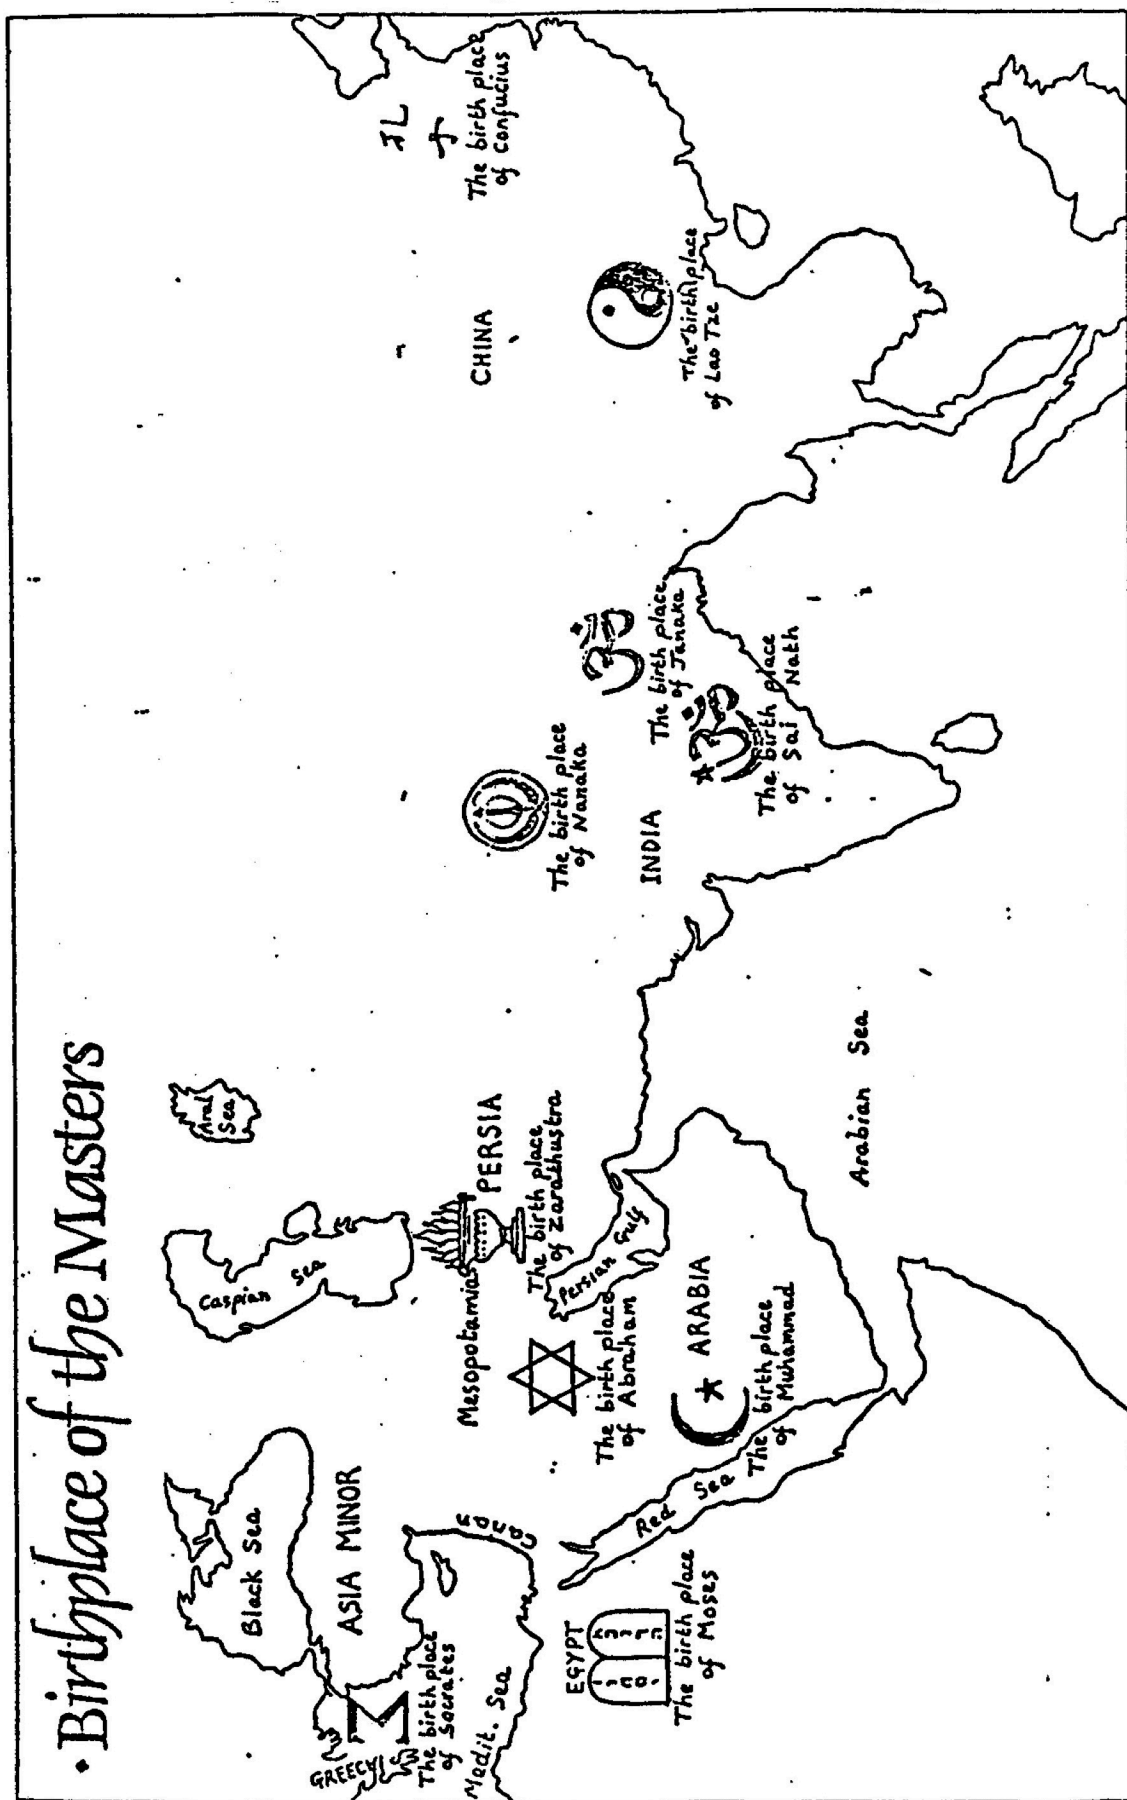 Birthplace of the Masters
Aral
Sea
Caspian Sea
Black Sea
ASIA MINOR
GREECE
The birth place
of Socrates
Medit. Sea
EGYPT
The birth place
of Moses
Red Sea
Mesopotamia
The birth place
of Abraham
PERSIA
The birth place
of Zarathustra
Persian Gulf
ARABIA
The birth place
of Muhammad
Arabian Sea
The birth place
of Nanaka
INDIA
ॐ
The birth place
of Janaka
ॐ
The birth place
of Sai Nath
CHINA
The birth place
of Lao Tze
孔
子
The birth place
of Confucius